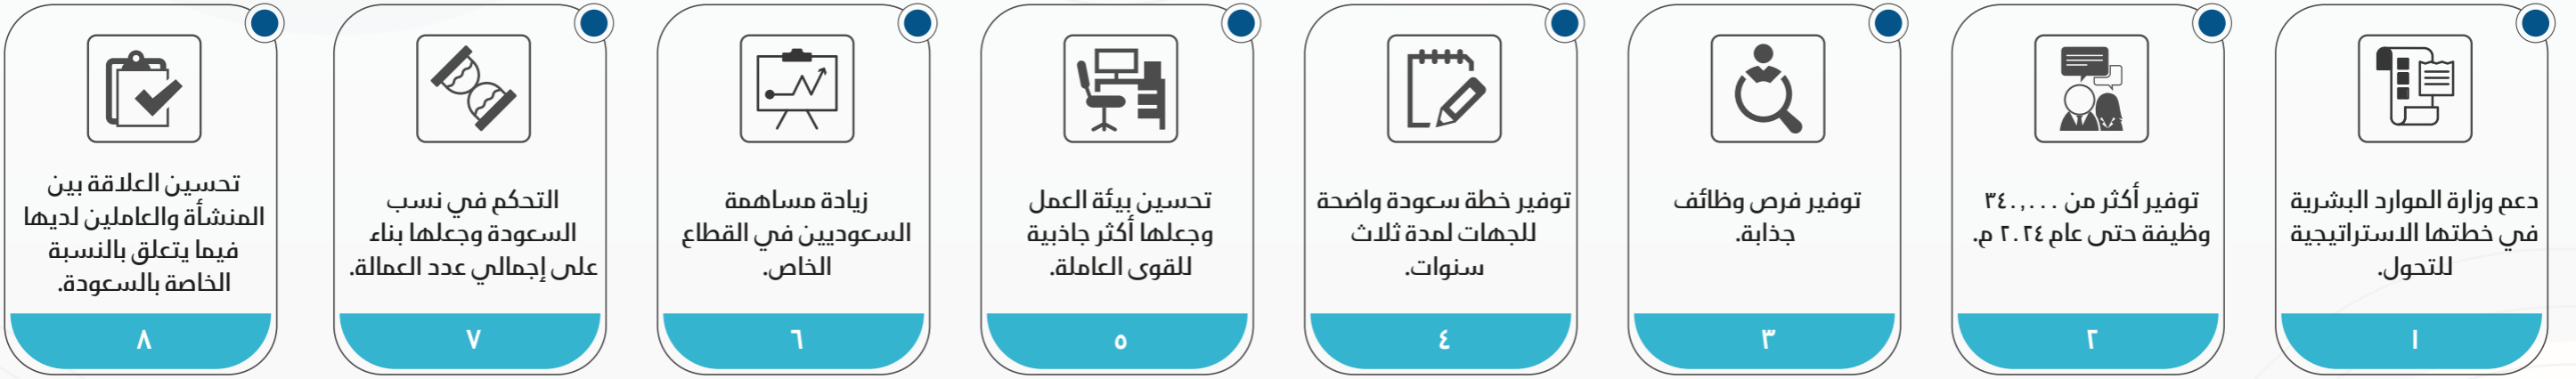 دعم وزارة الموارد البشرية
في خطتها الاستراتيجية
للتحول.
١
توفير أكثر من ٣٤٠,٠٠٠
وظيفة حتى عام ٢٠٢٤ م.
٢
توفير فرص وظائف
جذابة.
٣
توفير خطة سعودة واضحة
للجهات لمدة ثلاث
سنوات.
٤
تحسين بيئة العمل
وجعلها أكثر جاذبية
للقوى العاملة.
٥
زيادة مساهمة
السعوديين في القطاع
الخاص.
٦
التحكم في نسب
السعودة وجعلها بناء
على إجمالي عدد العمالة.
٧
تحسين العلاقة بين
المنشأة والعاملين لديها
فيما يتعلق بالنسبة
الخاصة بالسعودة.
٨